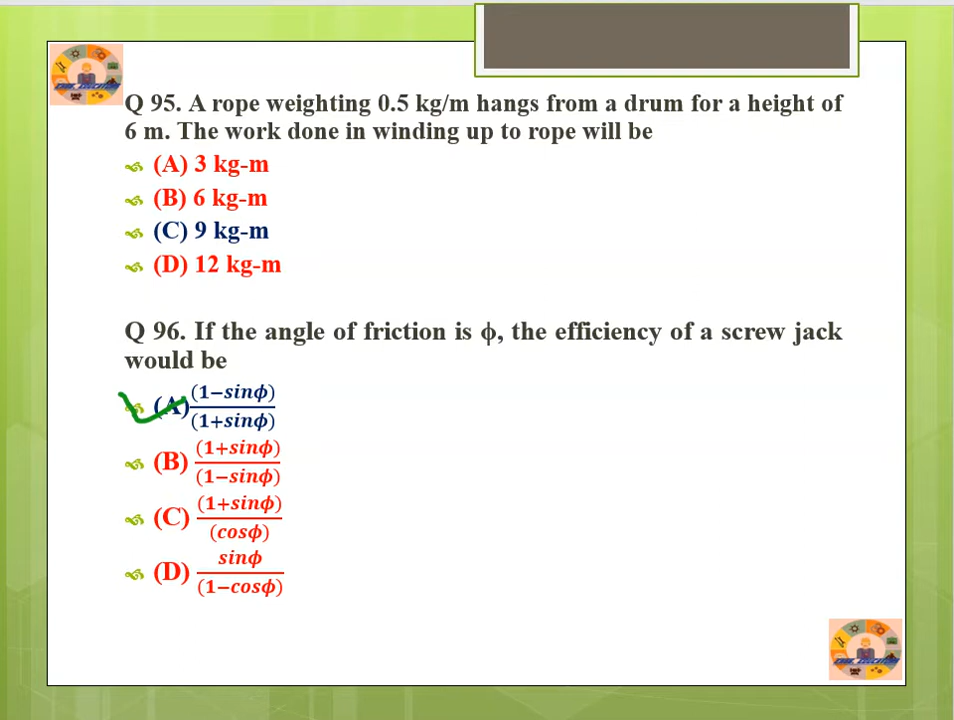 Q 95. A rope weighting 0.5 kg/m hangs from a drum for a height of
6 m. The work done in winding up to rope will be
(A) 3 kg-m
(B) 6 kg-m
(C) 9 kg-m
(D) 12 kg-m
Q 96. If the angle of friction is ϕ, the efficiency of a screw jack
would be
(A) (1−sinϕ)/(1+sinϕ)
(B) (1+sinϕ)/(1−sinϕ)
(C) (1+sinϕ)/(cosϕ)
(D) sinϕ/(1−cosϕ)